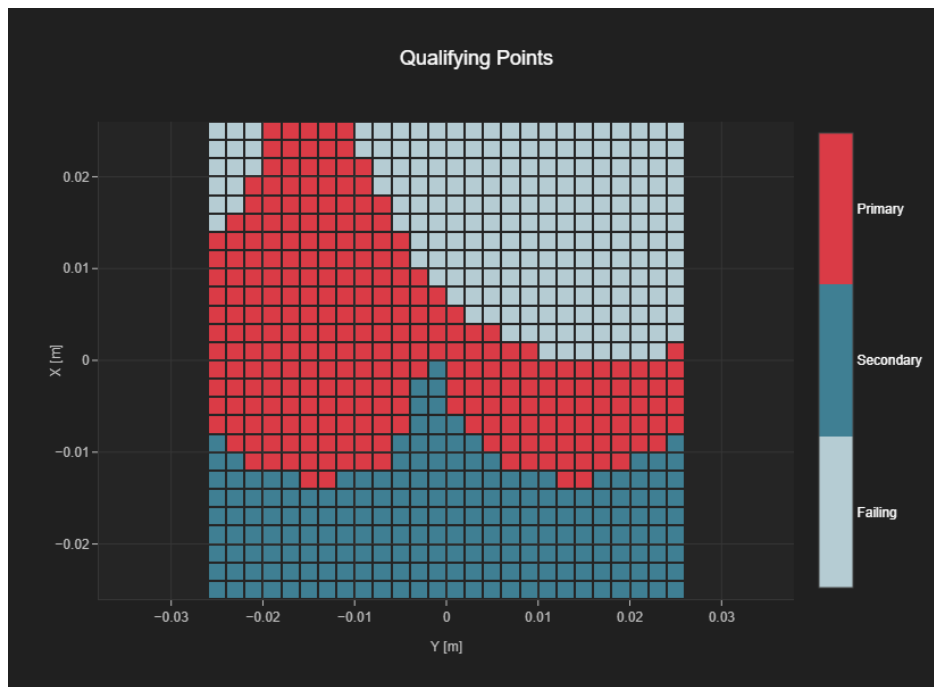 Qualifying Points
0.02
0.01
0
−0.01
−0.02
X [m]
−0.03
−0.02
−0.01
0
0.01
0.02
0.03
Y [m]
Primary
Secondary
Failing